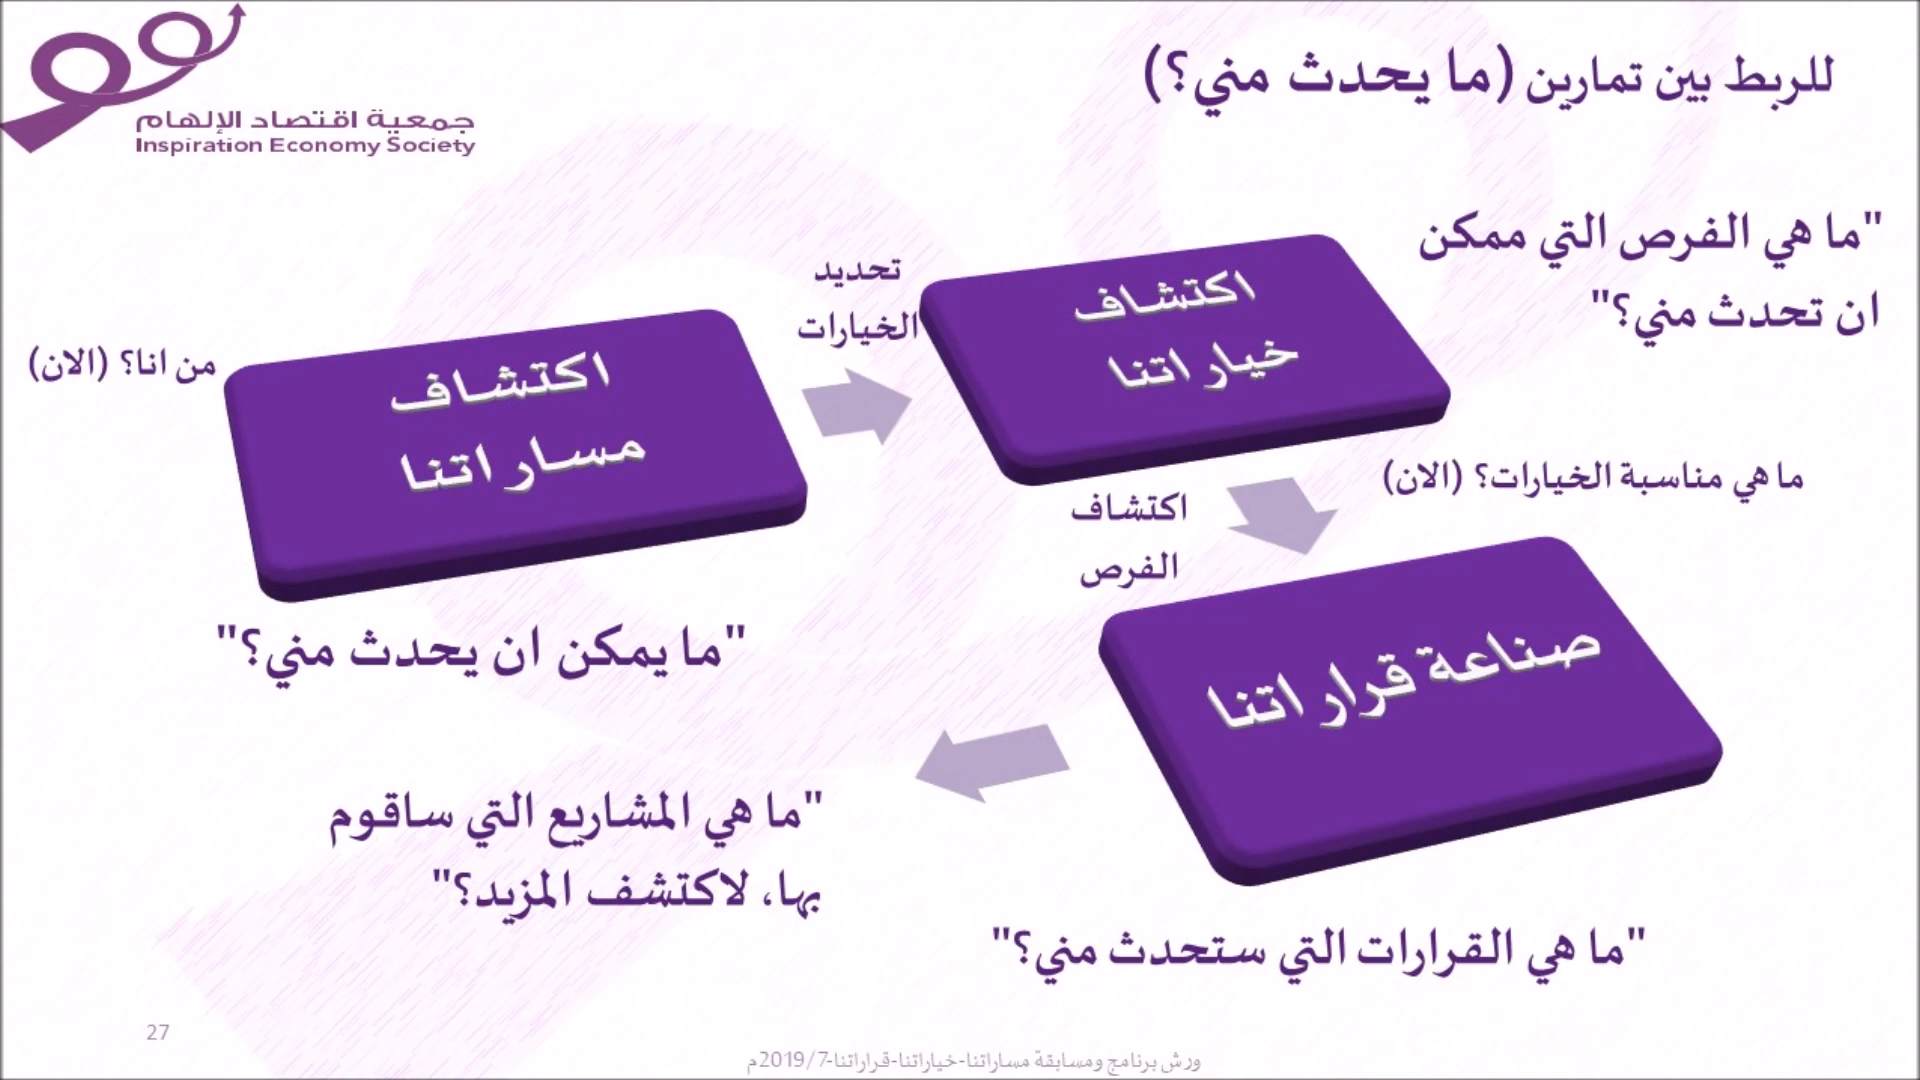 جمعية اقتصاد الإلهام
Inspiration Economy Society
للربط بين تمارين (ما يحدث مني؟)
"ما هي الفرص التي ممكن
ان تحدث مني؟"
تحديد
الخيارات
اكتشاف
خياراتنا
من انا؟ (الان)
اكتشاف
مساراتنا
ما هي مناسبة الخيارات؟ (الان)
اكتشاف
الفرص
"ما يمكن ان يحدث مني؟"
صناعة قراراتنا
"ما هي المشاريع التي ساقوم
بها، لاكتشف المزيد؟"
"ما هي القرارات التي ستحدث مني؟"
27
ورش برنامج ومسابقة مساراتنا-خياراتنا-قراراتنا-2019/7م